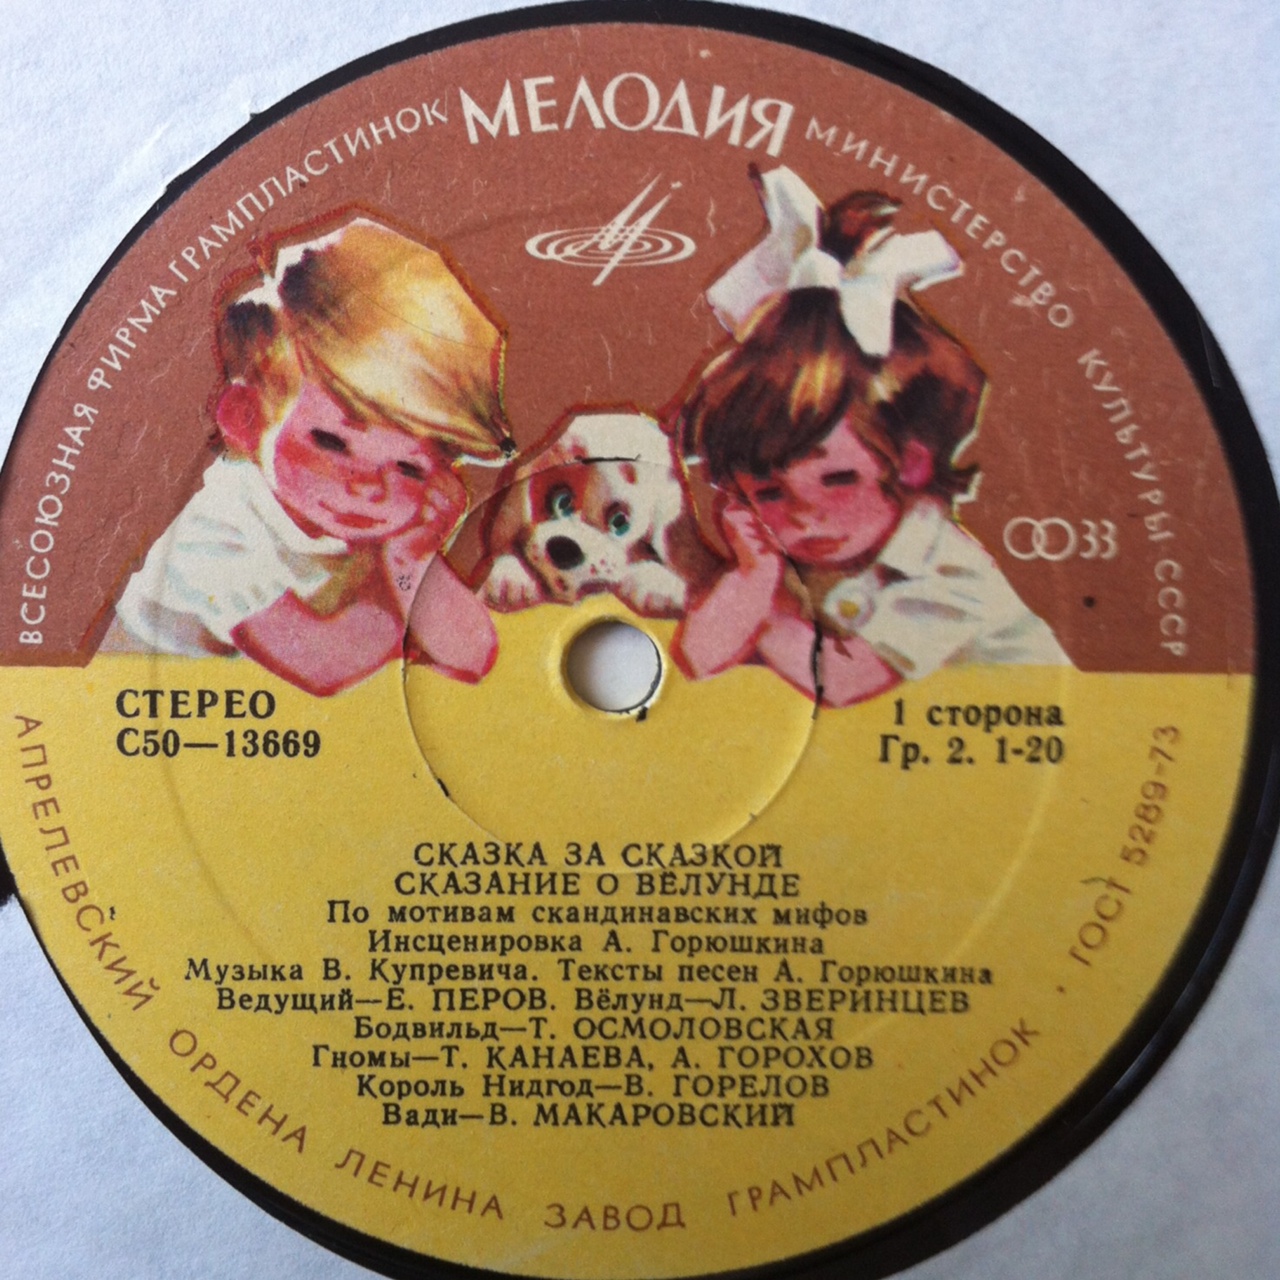 ВСЕСОЮЗНАЯ ФИРМА ГРАМПЛАСТИНОК МЕЛОДИЯ МИНИСТЕРСТВО КУЛЬТУРЫ СССР
33
СТЕРЕО
С50—13669
1 сторона
Гр. 2. 1-20
СКАЗКА ЗА СКАЗКОЙ
СКАЗАНИЕ О ВЁЛУНДЕ
По мотивам скандинавских мифов
Инсценировка А. Горюшкина
Музыка В. Купревича. Тексты песен А. Горюшкина
Ведущий—Е. ПЕРОВ. Вёлунд—Л. ЗВЕРИНЦЕВ
Бодвильд—Т. ОСМОЛОВСКАЯ
Гномы—Т. КАНАЕВА, А. ГОРОХОВ
Король Нидгод—В. ГОРЕЛОВ
Вади—В. МАКАРОВСКИЙ
АПРЕЛЕВСКИЙ ОРДЕНА ЛЕНИНА ЗАВОД ГРАМПЛАСТИНОК · ГОСТ 5289-73